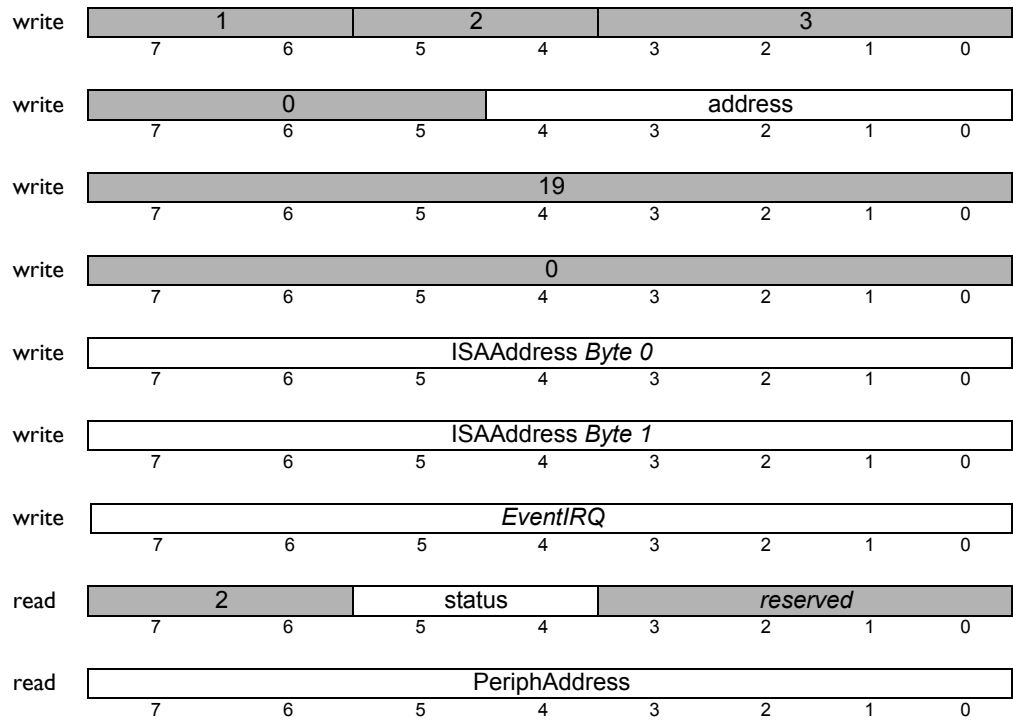 write 1 2 3
7 6 5 4 3 2 1 0
write 0 address
7 6 5 4 3 2 1 0
write 19
7 6 5 4 3 2 1 0
write 0
7 6 5 4 3 2 1 0
write ISAAddress Byte 0
7 6 5 4 3 2 1 0
write ISAAddress Byte 1
7 6 5 4 3 2 1 0
write EventIRQ
7 6 5 4 3 2 1 0
read 2 status reserved
7 6 5 4 3 2 1 0
read PeriphAddress
7 6 5 4 3 2 1 0